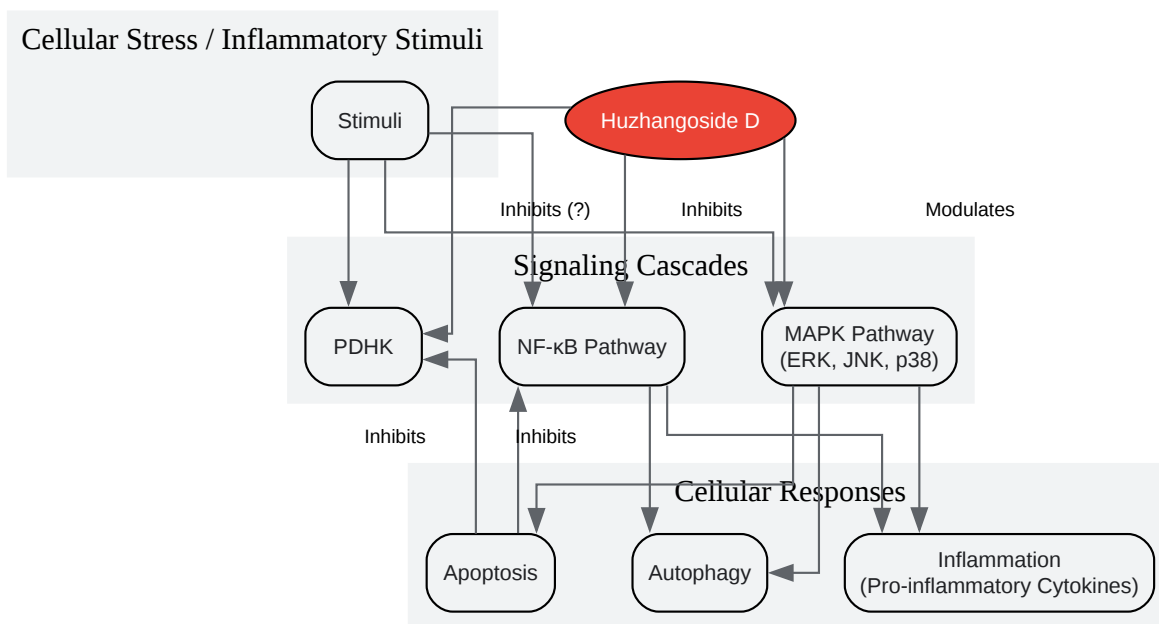 Cellular Stress / Inflammatory Stimuli
Stimuli
Huzhangoside D
Inhibits (?)
Inhibits
Modulates
Signaling Cascades
PDHK
NF-κB Pathway
MAPK Pathway
(ERK, JNK, p38)
Inhibits
Inhibits
Cellular Responses
Apoptosis
Autophagy
Inflammation
(Pro-inflammatory Cytokines)